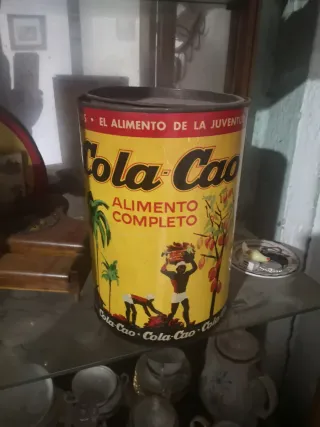 • EL ALIMENTO DE LA JUVENTUD
Cola-Cao
ALIMENTO
COMPLETO
Cola-Cao • Cola-Cao • Cola